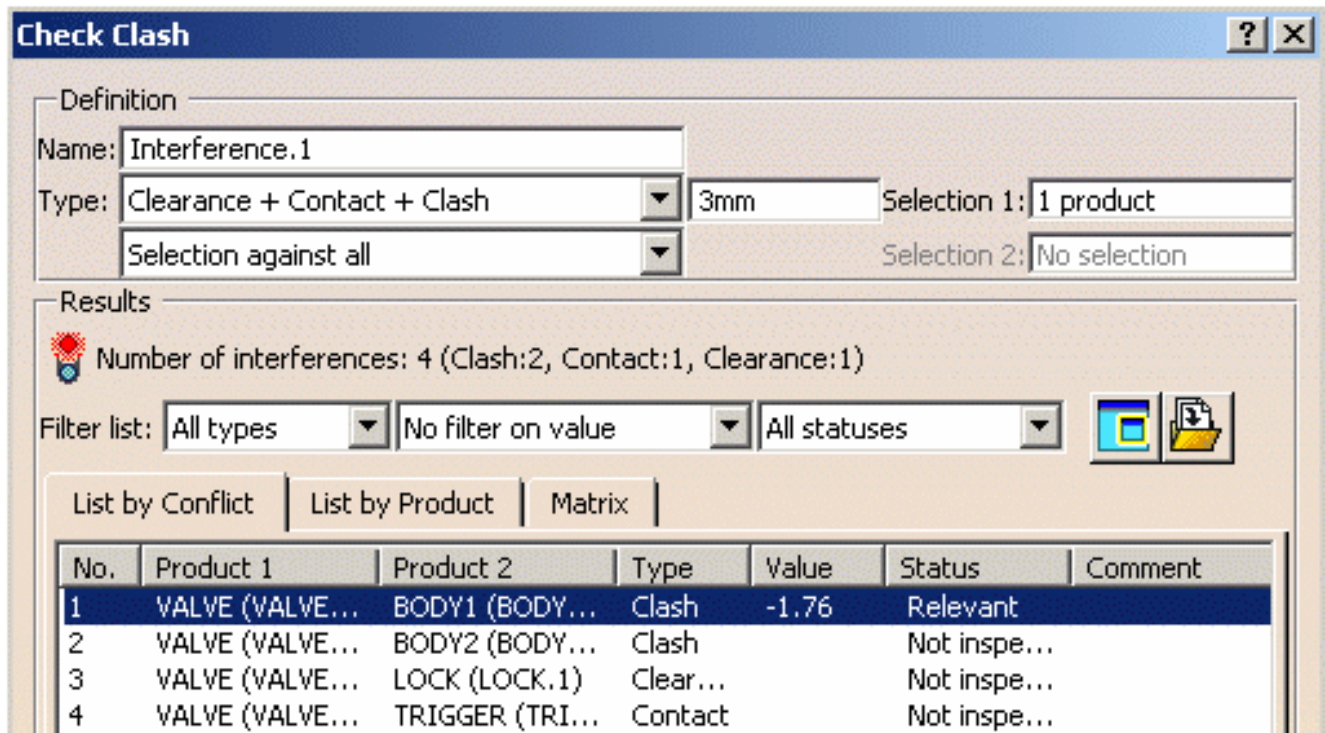 Check Clash
Definition
Name: Interference.1
Type: Clearance + Contact + Clash 3mm Selection 1: 1 product
Selection against all Selection 2: No selection
Results
Number of interferences: 4 (Clash:2, Contact:1, Clearance:1)
Filter list: All types No filter on value All statuses
List by Conflict List by Product Matrix
No. Product 1 Product 2 Type Value Status Comment
1 VALVE (VALVE... BODY1 (BODY... Clash -1.76 Relevant
2 VALVE (VALVE... BODY2 (BODY... Clash Not inspe...
3 VALVE (VALVE... LOCK (LOCK.1) Clear... Not inspe...
4 VALVE (VALVE... TRIGGER (TRI... Contact Not inspe...